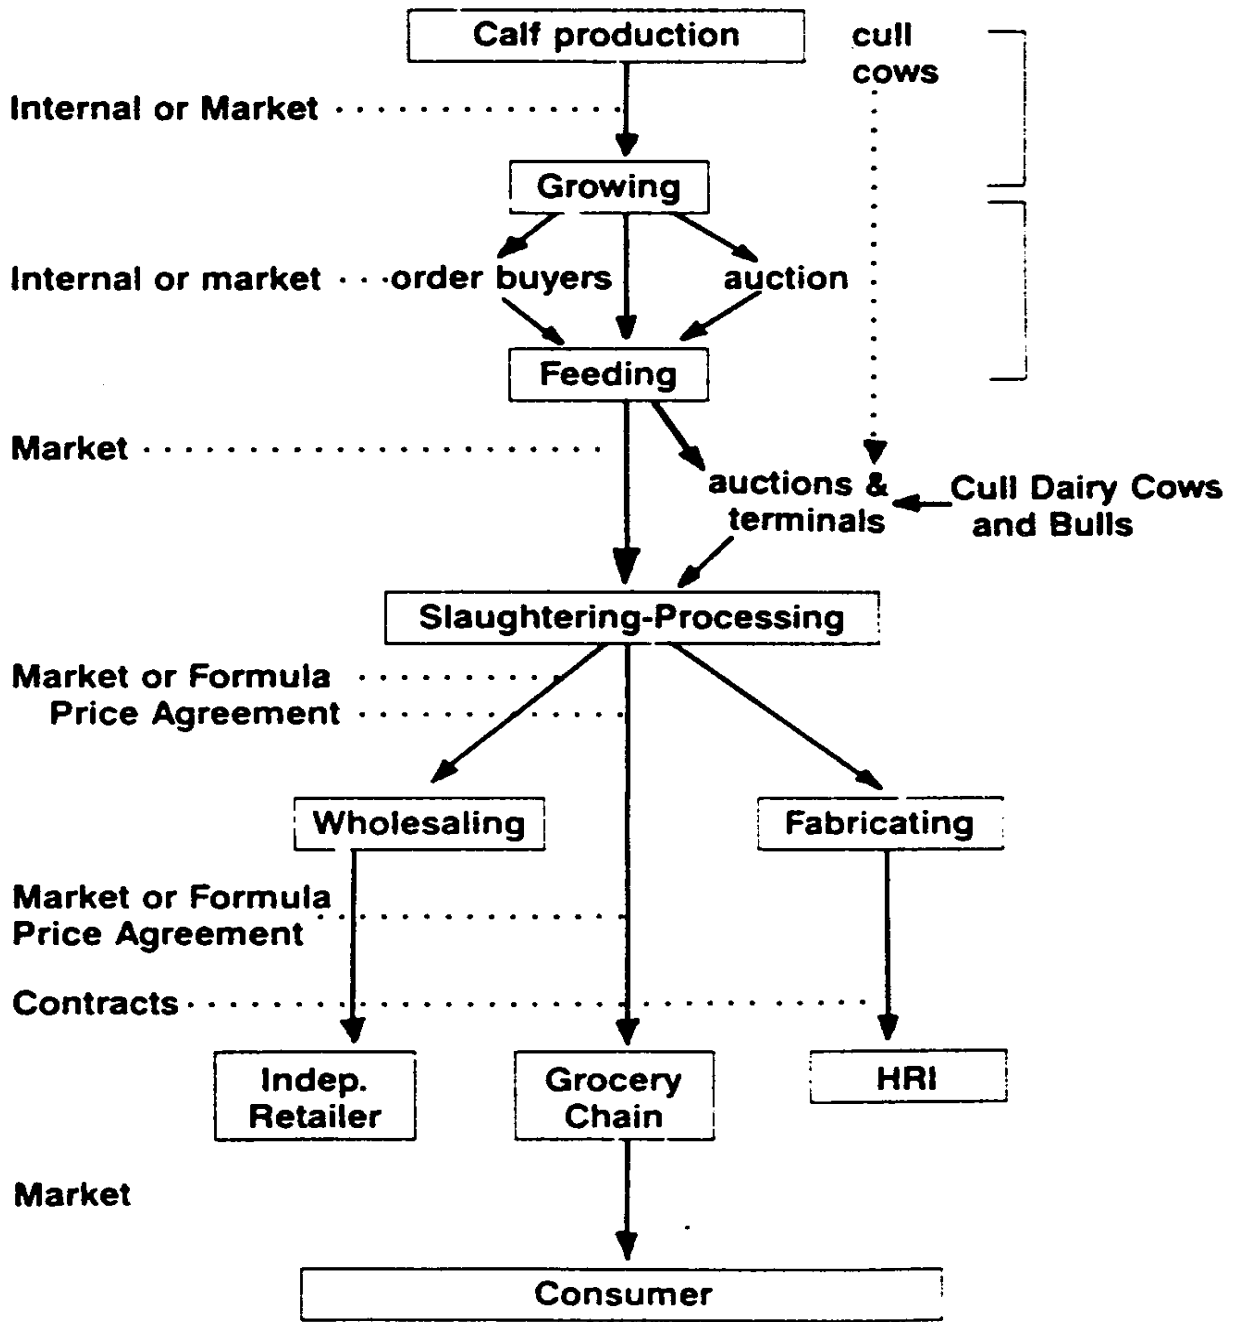 Calf production
cull
cows
Internal or Market
Growing
Internal or market
order buyers
auction
Feeding
Market
auctions &
terminals
Cull Dairy Cows
and Bulls
Slaughtering-Processing
Market or Formula
Price Agreement
Wholesaling
Fabricating
Market or Formula
Price Agreement
Contracts
Indep.
Retailer
Grocery
Chain
HRI
Market
Consumer